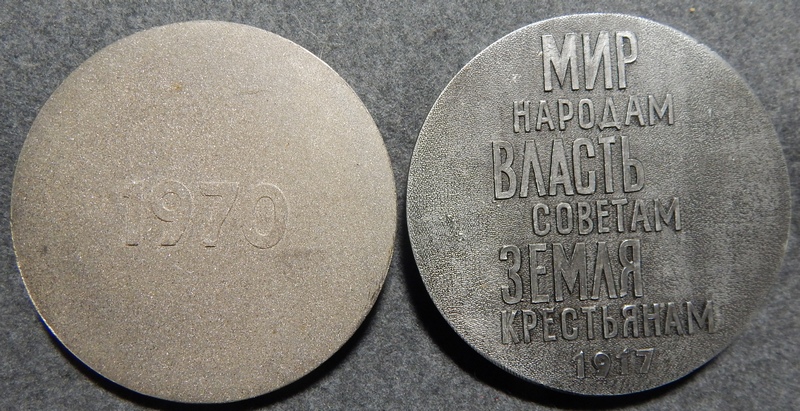 1970
МИР
НАРОДАМ
ВЛАСТЬ
СОВЕТАМ
ЗЕМЛЯ
КРЕСТЬЯНАМ
1917